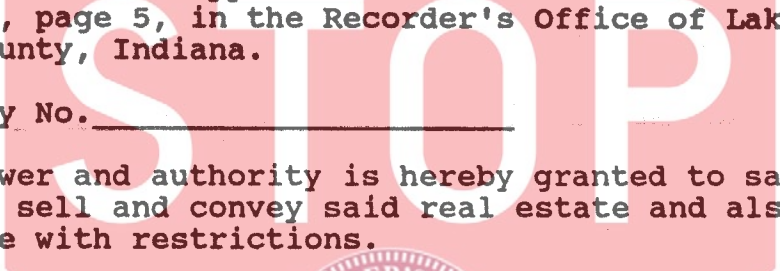 , page 5, in the Recorder's Office of Lak
unty, Indiana.
STOP
y No.
wer and authority is hereby granted to sa
sell and convey said real estate and als
e with restrictions.